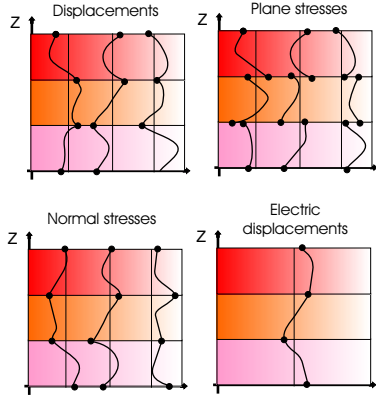 Displacements
Z
Plane stresses
Z
Normal stresses
Z
Electric
displacements
Z